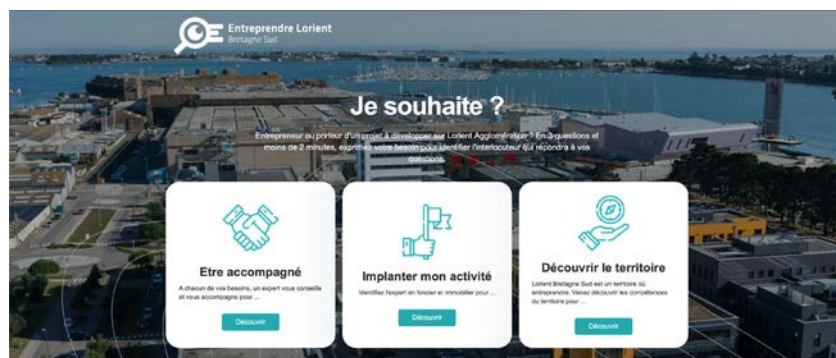 Entreprendre Lorient
Bretagne Sud
Je souhaite ?
Entrepreneur ou porteur d'un projet à développer sur Lorient Agglomération ? En 3 questions et
moins de 2 minutes, exprimez votre besoin pour identifier l'interlocuteur qui répondra à vos
questions.
Etre accompagné
A chacun de vos besoins, un expert vous conseille
et vous accompagne pour ...
Découvrir
Implanter mon activité
Identifiez l'expert en foncier et immobilier pour ...
Découvrir
Découvrir le territoire
Lorient Bretagne Sud est un territoire où
entreprendre. Venez découvrir les compétences
du territoire pour ...
Découvrir